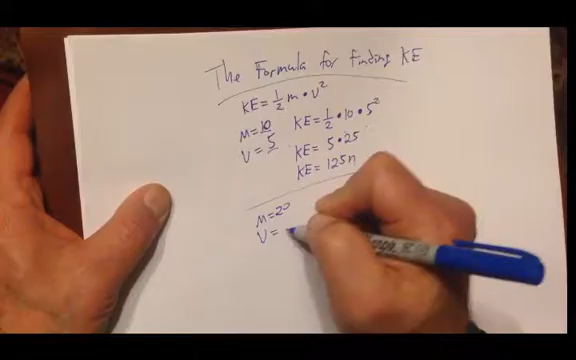 The Formula for finding KE
KE = 1/2 m • v²
M = 10 KE = 1/2 • 10 • 5²
V = 5 KE = 5 • 25
KE = 125n
M = 20
V =